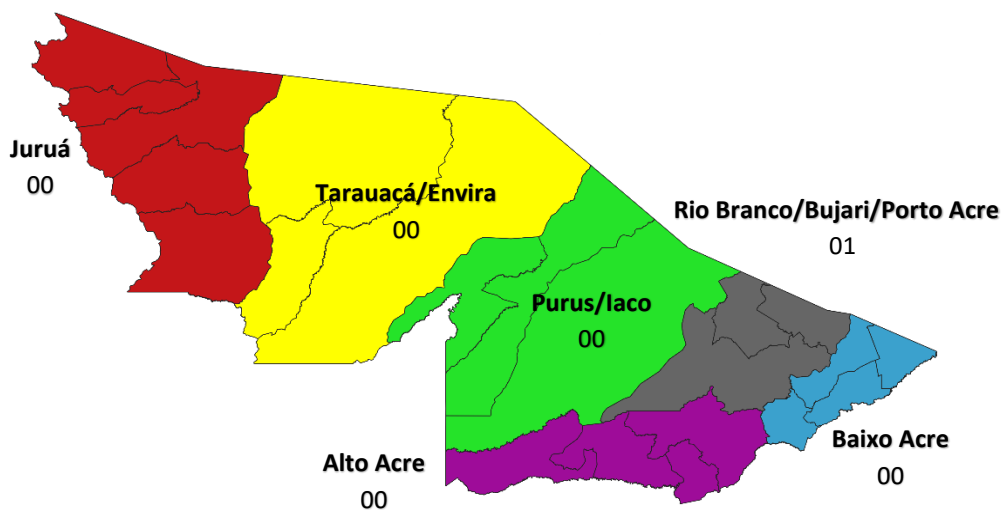 Juruá
00
Tarauacá/Envira
00
Rio Branco/Bujari/Porto Acre
01
Purus/Iaco
00
Alto Acre
00
Baixo Acre
00